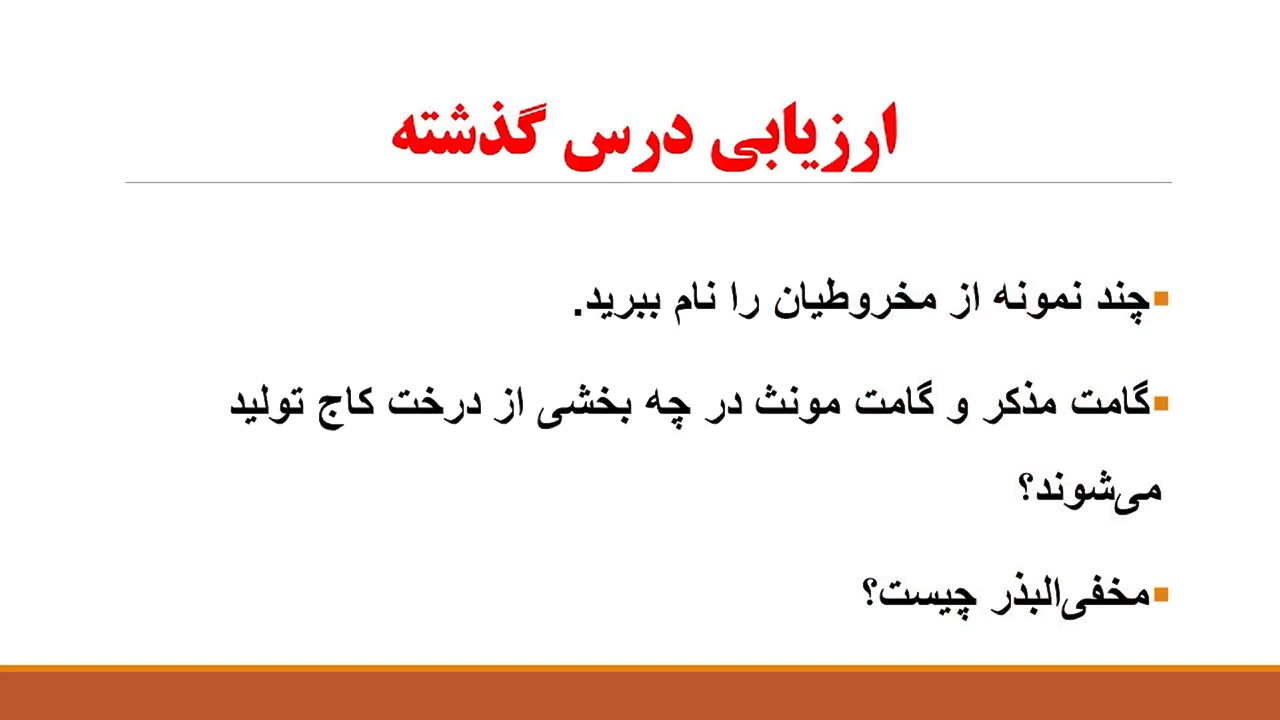 ارزیابی درس گذشته
▪چند نمونه از مخروطیان را نام ببرید.
▪گامت مذکر و گامت مونث در چه بخشی از درخت کاج تولید
می‌شوند؟
▪مخفی‌البذر چیست؟